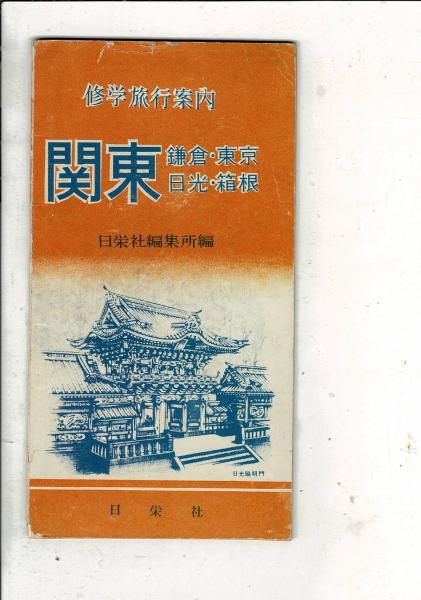 修学旅行案内
関東 鎌倉・東京
日光・箱根
日栄社編集所編
日光陽明門
日栄社